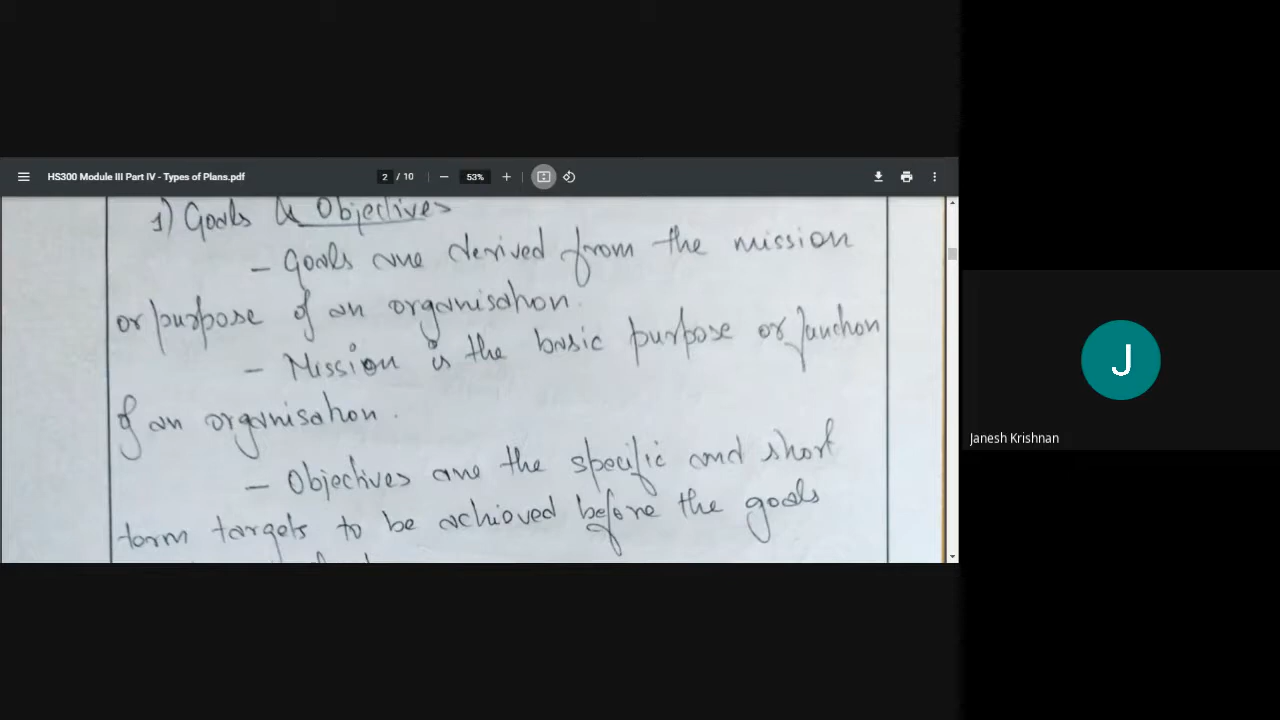 HS300 Module III Part IV - Types of Plans.pdf
2 / 10
53%
1) Goals & Objectives
- Goals are derived from the mission
or purpose of an organisation.
- Mission is the basic purpose or function
of an organisation.
- Objectives are the specific and short
term targets to be achieved before the goals
J
Janesh Krishnan